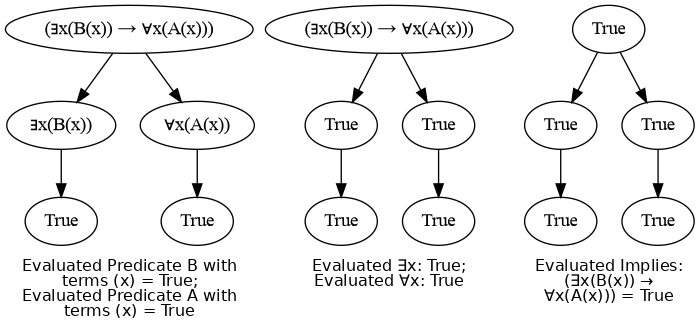 (∃x(B(x)) → ∀x(A(x)))
∃x(B(x))
∀x(A(x))
True
True
Evaluated Predicate B with
terms (x) = True;
Evaluated Predicate A with
terms (x) = True
(∃x(B(x)) → ∀x(A(x)))
True
True
True
True
Evaluated ∃x: True;
Evaluated ∀x: True
True
True
True
True
True
Evaluated Implies:
(∃x(B(x)) →
∀x(A(x))) = True